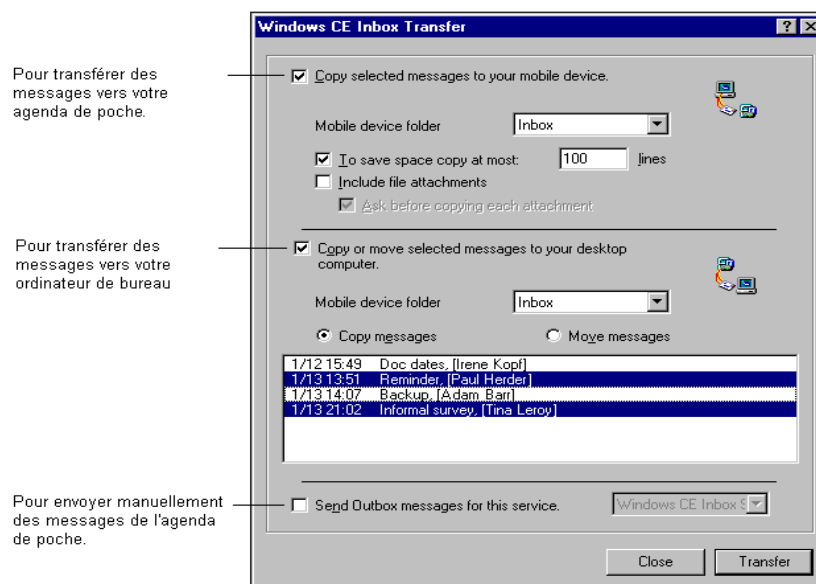 Windows CE Inbox Transfer
Pour transférer des
messages vers votre
agenda de poche.
Copy selected messages to your mobile device.
Mobile device folder
Inbox
To save space copy at most:
100
lines
Include file attachments
Ask before copying each attachment
Pour transférer des
messages vers votre
ordinateur de bureau
Copy or move selected messages to your desktop
computer.
Mobile device folder
Inbox
Copy messages
Move messages
1/12 15:49 Doc dates, [Irene Kopf]
1/13 13:51 Reminder, [Paul Herder]
1/13 14:07 Backup, [Adam Barr]
1/13 21:02 Informal survey, [Tina Leroy]
Pour envoyer manuellement
des messages de l'agenda
de poche.
Send Outbox messages for this service.
Windows CE Inbox S
Close
Transfer